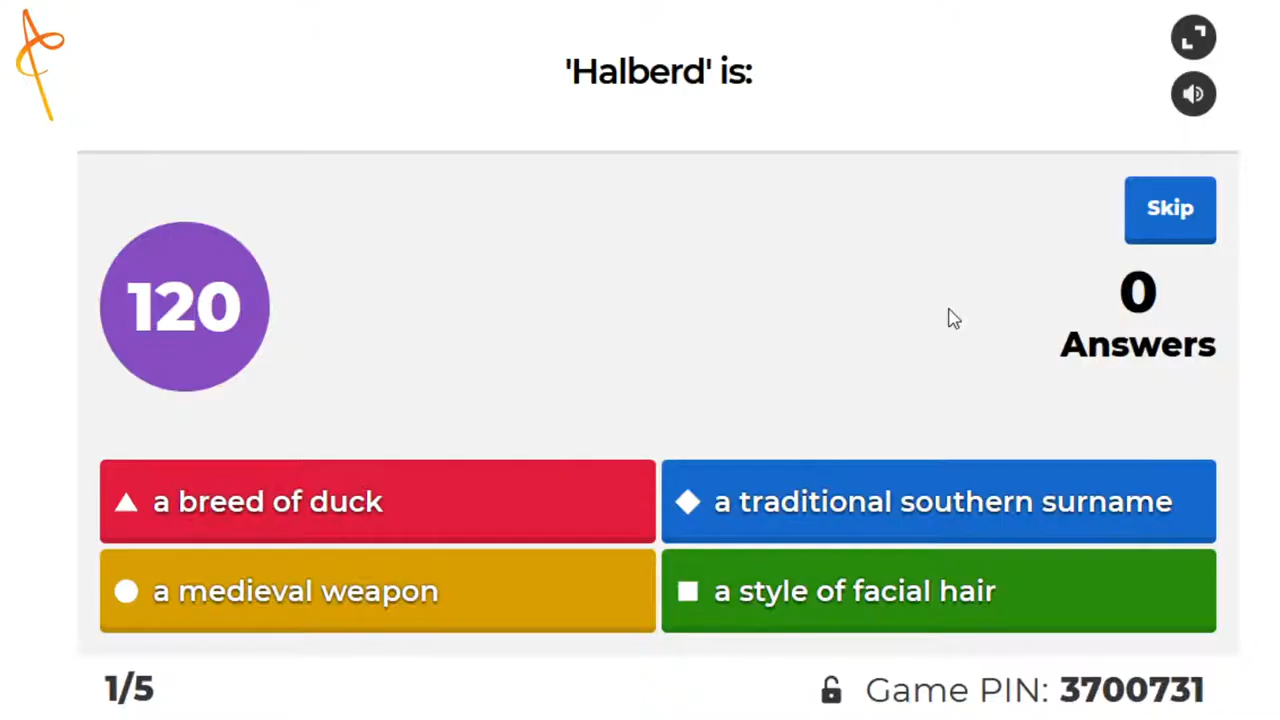 'Halberd' is:
Skip
120
0
Answers
a breed of duck
a traditional southern surname
a medieval weapon
a style of facial hair
1/5
Game PIN: 3700731